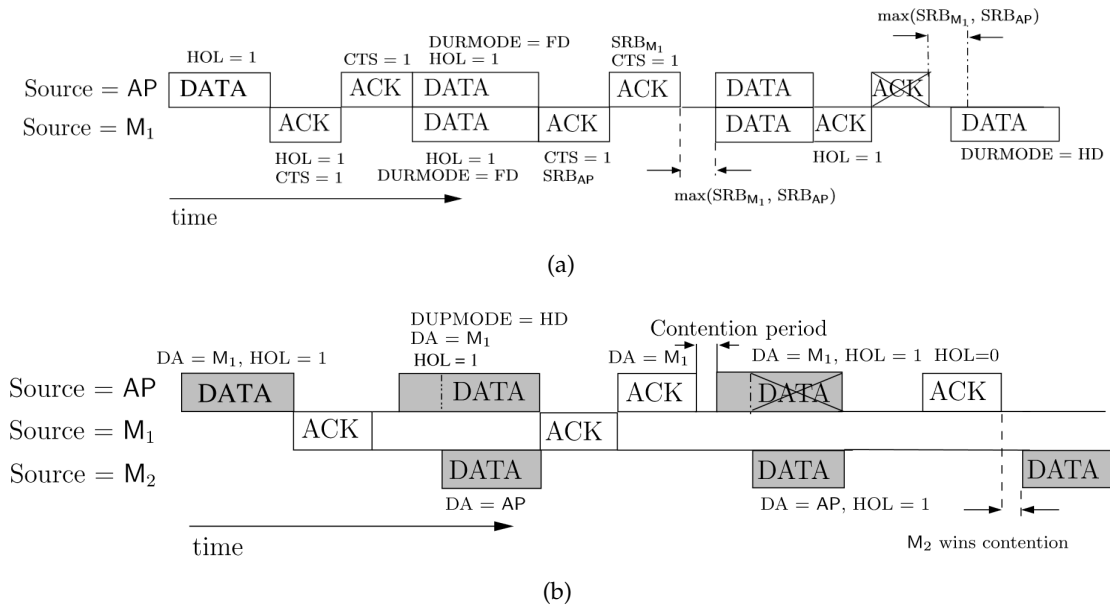 (a)
max(SRB_M₁, SRB_AP)
HOL = 1
CTS = 1
DURMODE = FD
HOL = 1
SRB_M₁
CTS = 1
Source = AP
DATA
ACK
DATA
ACK
DATA
ACK
Source = M₁
ACK
DATA
ACK
DATA
ACK
DATA
HOL = 1
CTS = 1
HOL = 1
DURMODE = FD
CTS = 1
SRB_AP
HOL = 1
DURMODE = HD
max(SRB_M₁, SRB_AP)
time
(a)
DUPMODE = HD
DA = M₁
HOL = 1
Contention period
DA = M₁, HOL = 1
DA = M₁
DA = M₁, HOL = 1
HOL=0
Source = AP
DATA
DATA
ACK
DATA
ACK
Source = M₁
ACK
ACK
Source = M₂
DATA
DATA
DATA
DA = AP
DA = AP, HOL = 1
time
M₂ wins contention
(b)